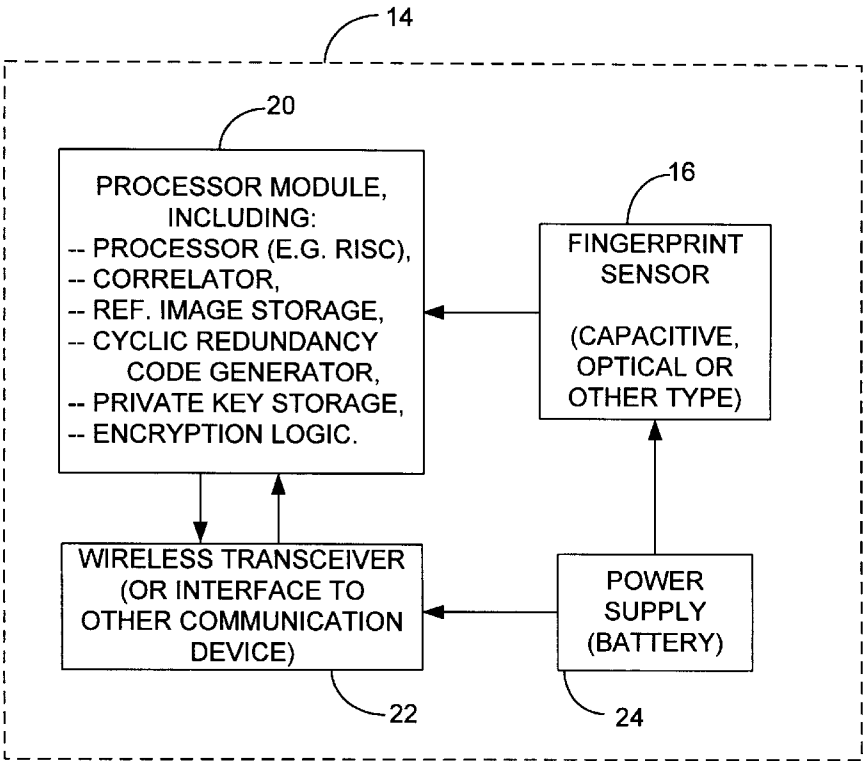 14
20
PROCESSOR MODULE,
INCLUDING:
-- PROCESSOR (E.G. RISC),
-- CORRELATOR,
-- REF. IMAGE STORAGE,
-- CYCLIC REDUNDANCY
CODE GENERATOR,
-- PRIVATE KEY STORAGE,
-- ENCRYPTION LOGIC.
16
FINGERPRINT
SENSOR
(CAPACITIVE,
OPTICAL OR
OTHER TYPE)
WIRELESS TRANSCEIVER
(OR INTERFACE TO
OTHER COMMUNICATION
DEVICE)
22
POWER
SUPPLY
(BATTERY)
24